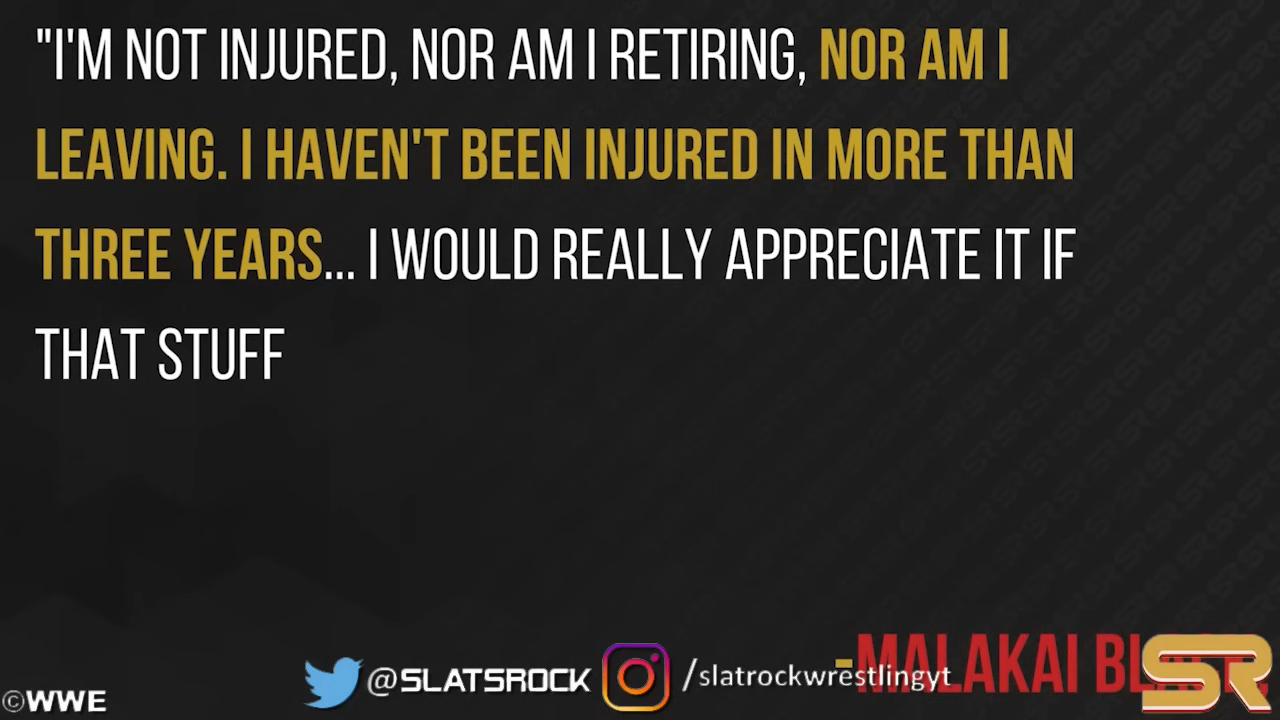 "I'M NOT INJURED, NOR AM I RETIRING, NOR AM I
LEAVING. I HAVEN'T BEEN INJURED IN MORE THAN
THREE YEARS... I WOULD REALLY APPRECIATE IT IF
THAT STUFF
-MALAKAI
@SLATSROCK
/slatrockwrestlingyt
SR
©WWE